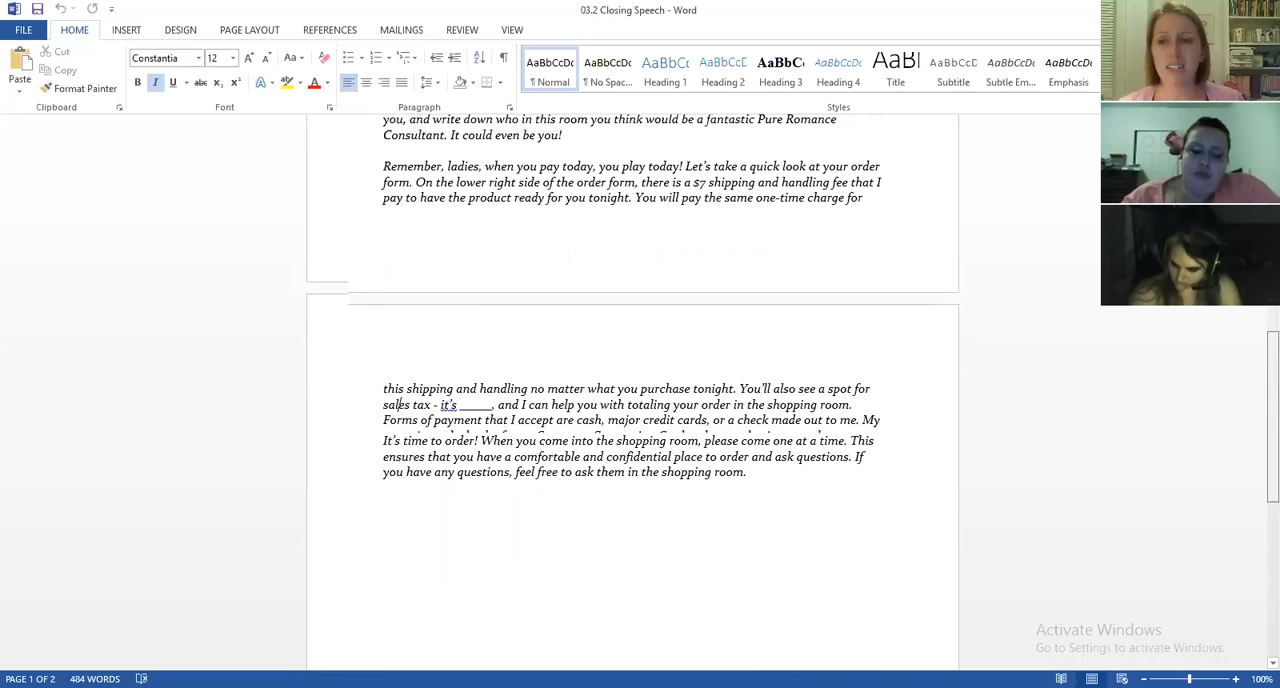 03.2 Closing Speech - Word
FILE HOME INSERT DESIGN PAGE LAYOUT REFERENCES MAILINGS REVIEW VIEW
Paste
Cut
Copy
Format Painter
Clipboard
Constantia 12
Font
Paragraph
AaBbCcDc AaBbCcDc AaBbCc AaBbCcD AaBbCc AaBbCcD AaBl AaBbCcD AaBbCcDc AaBbCcDc
¶ Normal ¶ No Spac... Heading 1 Heading 2 Heading 3 Heading 4 Title Subtitle Subtle Em... Emphasis
Styles
you, and write down who in this room you think would be a fantastic Pure Romance
Consultant. It could even be you!
Remember, ladies, when you pay today, you play today! Let's take a quick look at your order
form. On the lower right side of the order form, there is a $7 shipping and handling fee that I
pay to have the product ready for you tonight. You will pay the same one-time charge for
this shipping and handling no matter what you purchase tonight. You'll also see a spot for
sales tax - it's _____, and I can help you with totaling your order in the shopping room.
Forms of payment that I accept are cash, major credit cards, or a check made out to me. My
It's time to order! When you come into the shopping room, please come one at a time. This
ensures that you have a comfortable and confidential place to order and ask questions. If
you have any questions, feel free to ask them in the shopping room.
Activate Windows
Go to Settings to activate Windows.
PAGE 1 OF 2 484 WORDS
100%